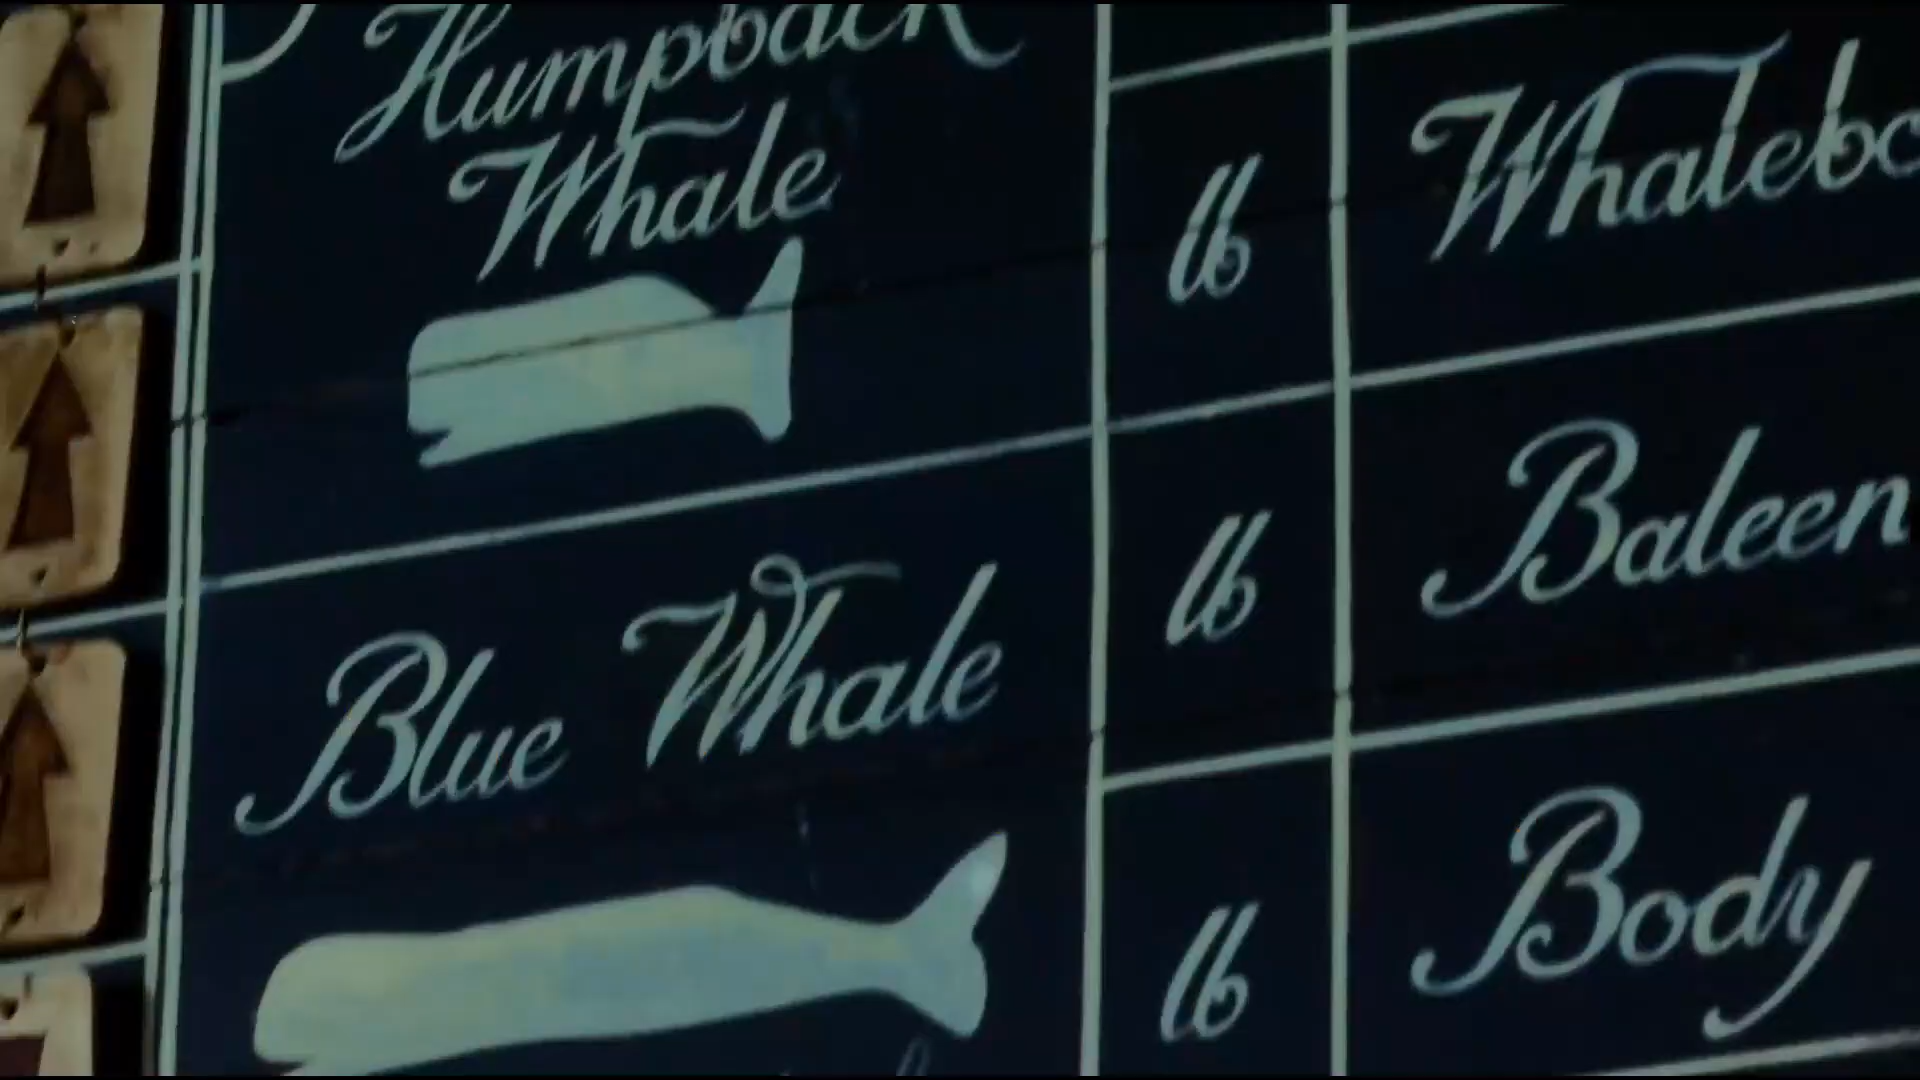 Humpback
Whale
lb
Baleen
Blue Whale
lb
Body
lb